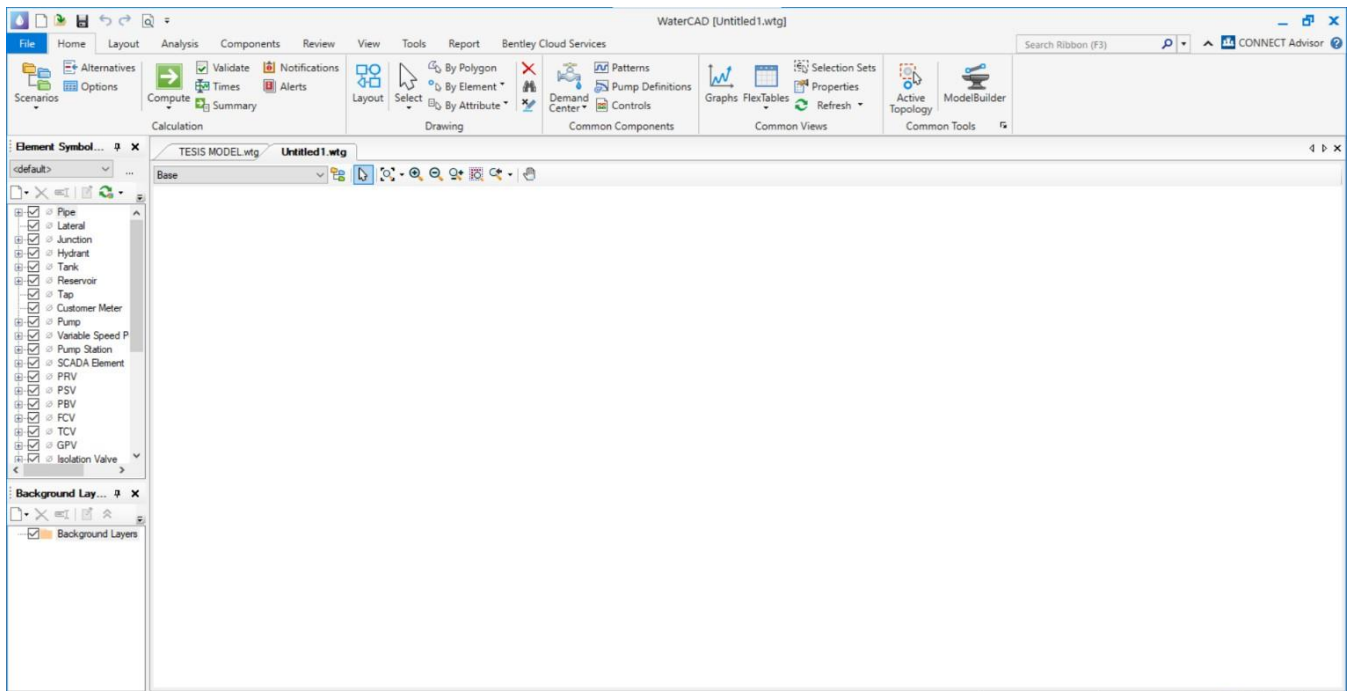 WaterCAD [Untitled1.wtg]
File Home Layout Analysis Components Review View Tools Report Bentley Cloud Services Search Ribbon (F3) CONNECT Advisor
Scenarios
Alternatives
Options
Compute
Validate
Times
Summary
Notifications
Alerts
Calculation
Layout
Select
By Polygon
By Element
By Attribute
Drawing
Demand
Center
Patterns
Pump Definitions
Controls
Common Components
Graphs
FlexTables
Selection Sets
Properties
Refresh
Common Views
Active
Topology
ModelBuilder
Common Tools
Element Symbol...
TESIS MODEL.wtg Untitled1.wtg
<default>
...
Base
Pipe
Lateral
Junction
Hydrant
Tank
Reservoir
Tap
Customer Meter
Pump
Variable Speed P
Pump Station
SCADA Element
PRV
PSV
PBV
FCV
TCV
GPV
Isolation Valve
Background Lay...
Background Layers